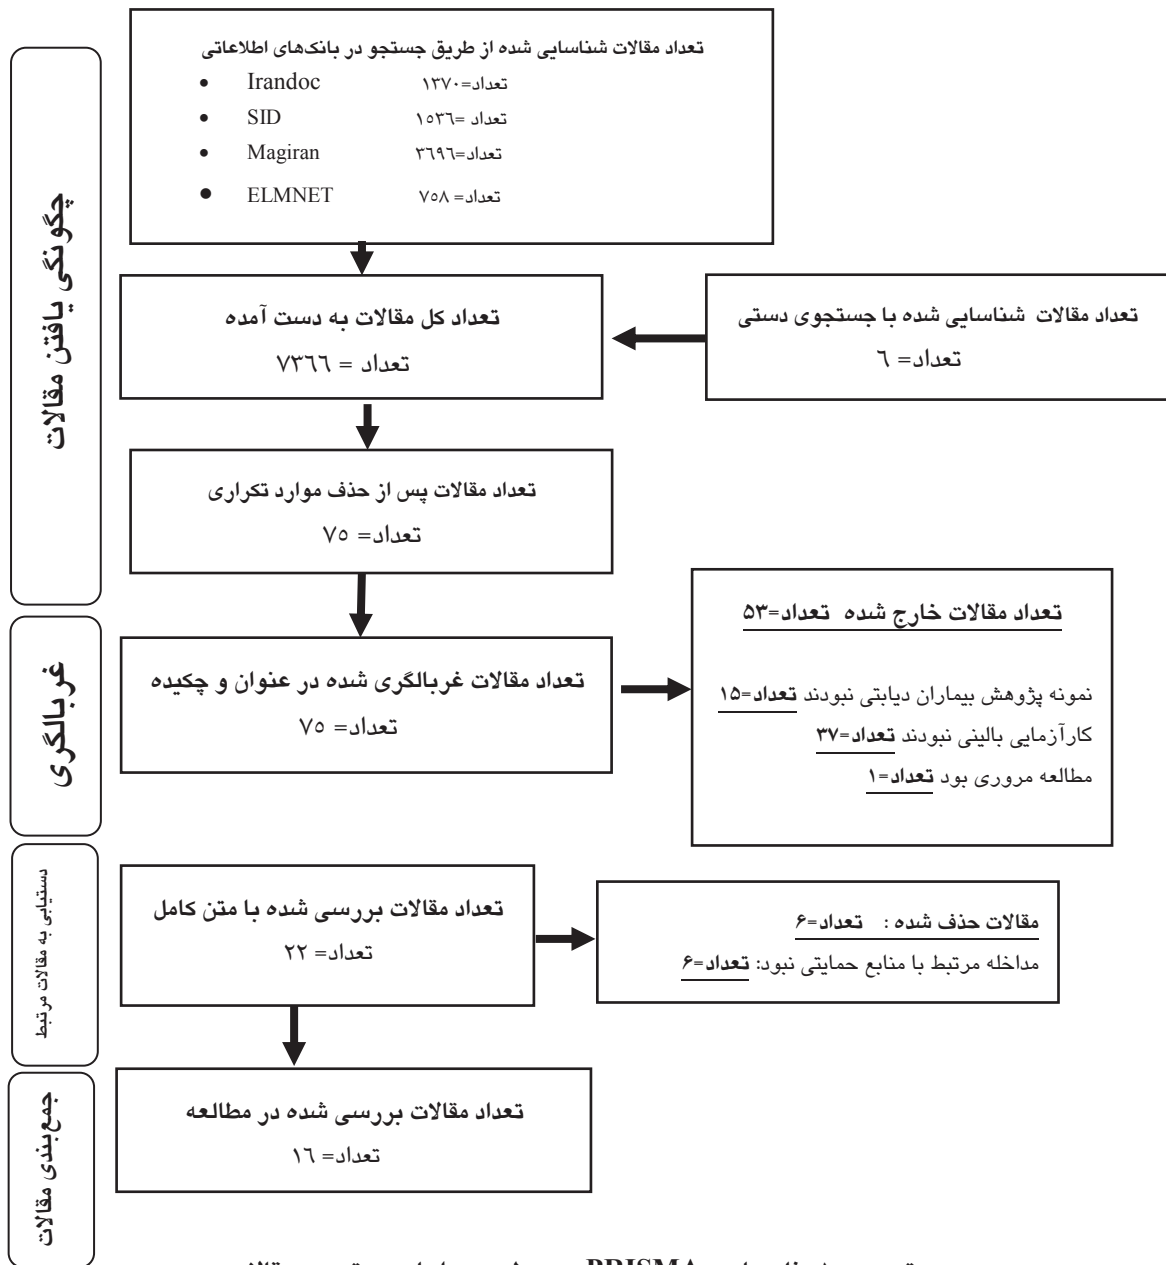 تعداد مقالات شناسایی شده از طریق جستجو در بانک‌های اطلاعاتی
• Irandoc تعداد=۱۳۷۰
• SID تعداد =۱۵۳٦
• Magiran تعداد=۳٦۹٦
• ELMNET تعداد =۷۵۸
تعداد مقالات شناسایی شده با جستجوی دستی
تعداد= ٦
تعداد کل مقالات به دست آمده
تعداد = ۷۳٦٦
تعداد مقالات پس از حذف موارد تکراری
تعداد= ۷۵
چگونگی یافتن مقالات
تعداد مقالات غربالگری شده در عنوان و چکیده
تعداد= ۷۵
تعداد مقالات خارج شده تعداد=۵۳
نمونه پژوهش بیماران دیابتی نبودند تعداد=۱۵
کارآزمایی بالینی نبودند تعداد=۳۷
مطالعه مروری بود تعداد=۱
غربالگری
تعداد مقالات بررسی شده با متن کامل
تعداد= ۲۲
مقالات حذف شده : تعداد=۶
مداخله مرتبط با منابع حمایتی نبود: تعداد=۶
دستیابی به مقالات مرتبط
تعداد مقالات بررسی شده در مطالعه
تعداد= ۱٦
جمع‌بندی مقالات
PRISMA